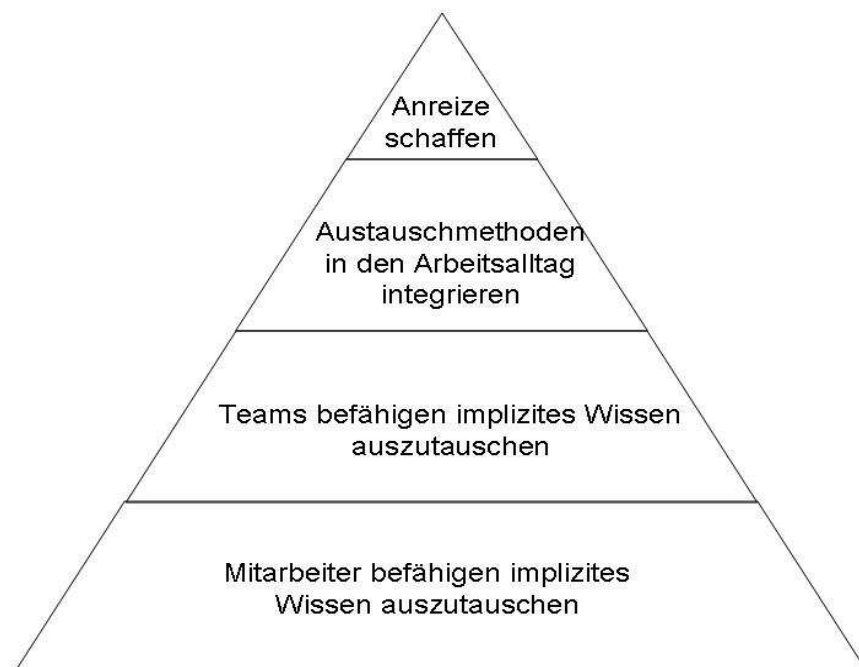 Anreize
schaffen
Austauschmethoden
in den Arbeitsalltag
integrieren
Teams befähigen implizites Wissen
auszutauschen
Mitarbeiter befähigen implizites
Wissen auszutauschen